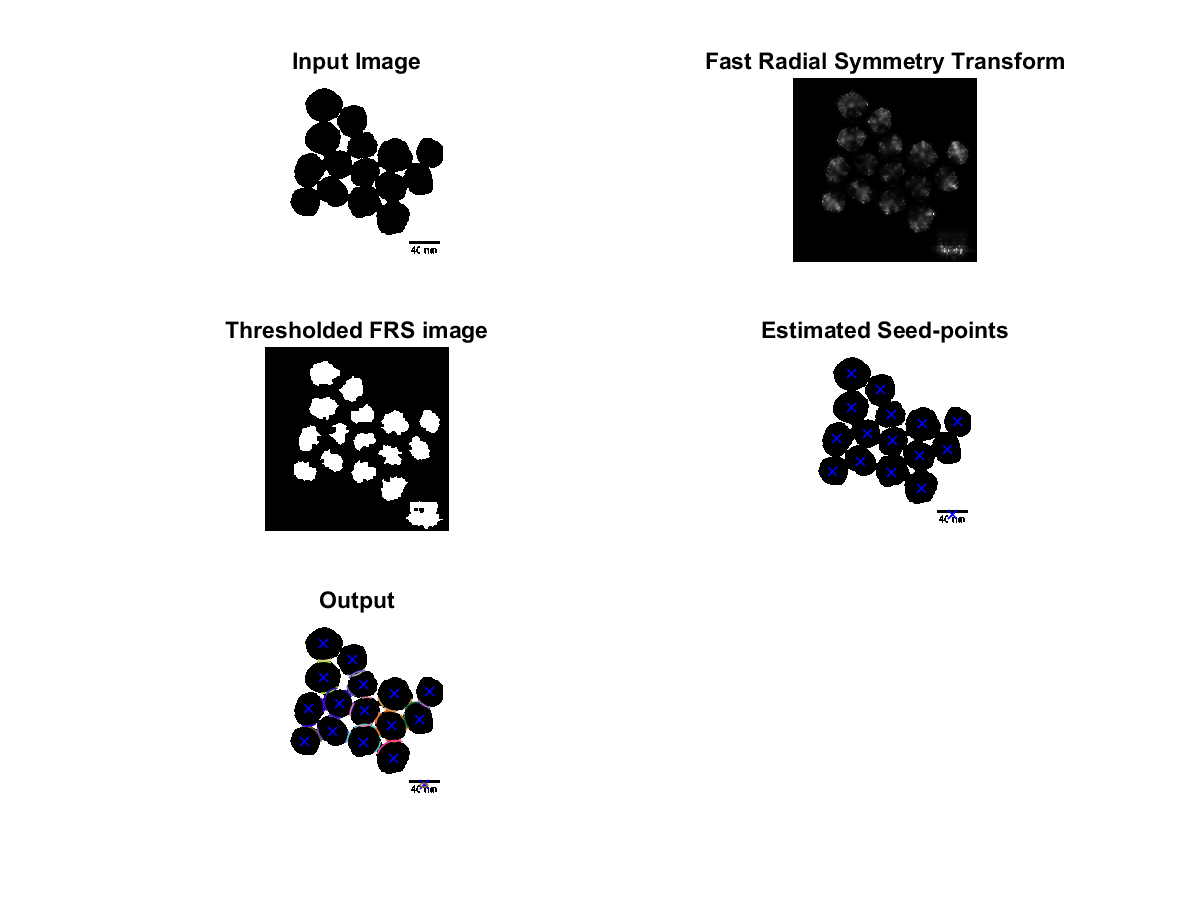 Input Image
Fast Radial Symmetry Transform
40 nm
Thresholded FRS image
Estimated Seed-points
40 nm
Output
40 nm